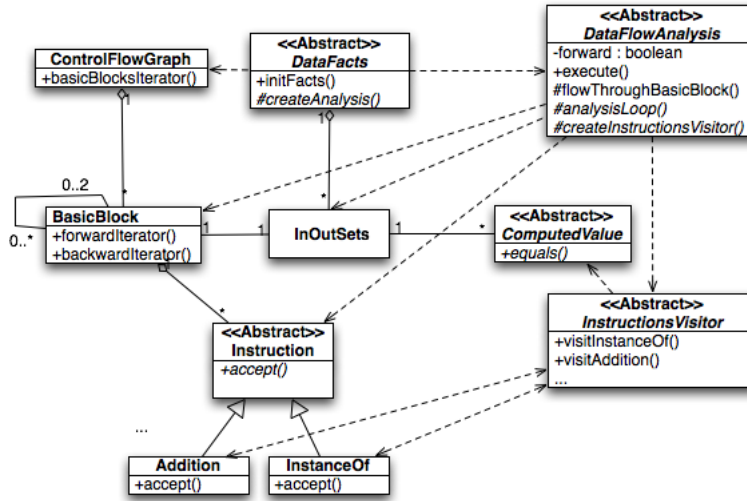 ControlFlowGraph
+basicBlocksIterator()
<<Abstract>>
DataFacts
+initFacts()
#createAnalysis()
<<Abstract>>
DataFlowAnalysis
-forward : boolean
+execute()
#flowThroughBasicBlock()
#analysisLoop()
#createInstructionsVisitor()
1
1
*
*
0..2
0..*
BasicBlock
+forwardIterator()
+backwardIterator()
1
1
InOutSets
1
*
<<Abstract>>
ComputedValue
+equals()
1
*
<<Abstract>>
Instruction
+accept()
<<Abstract>>
InstructionsVisitor
+visitInstanceOf()
+visitAddition()
...
...
Addition
+accept()
InstanceOf
+accept()